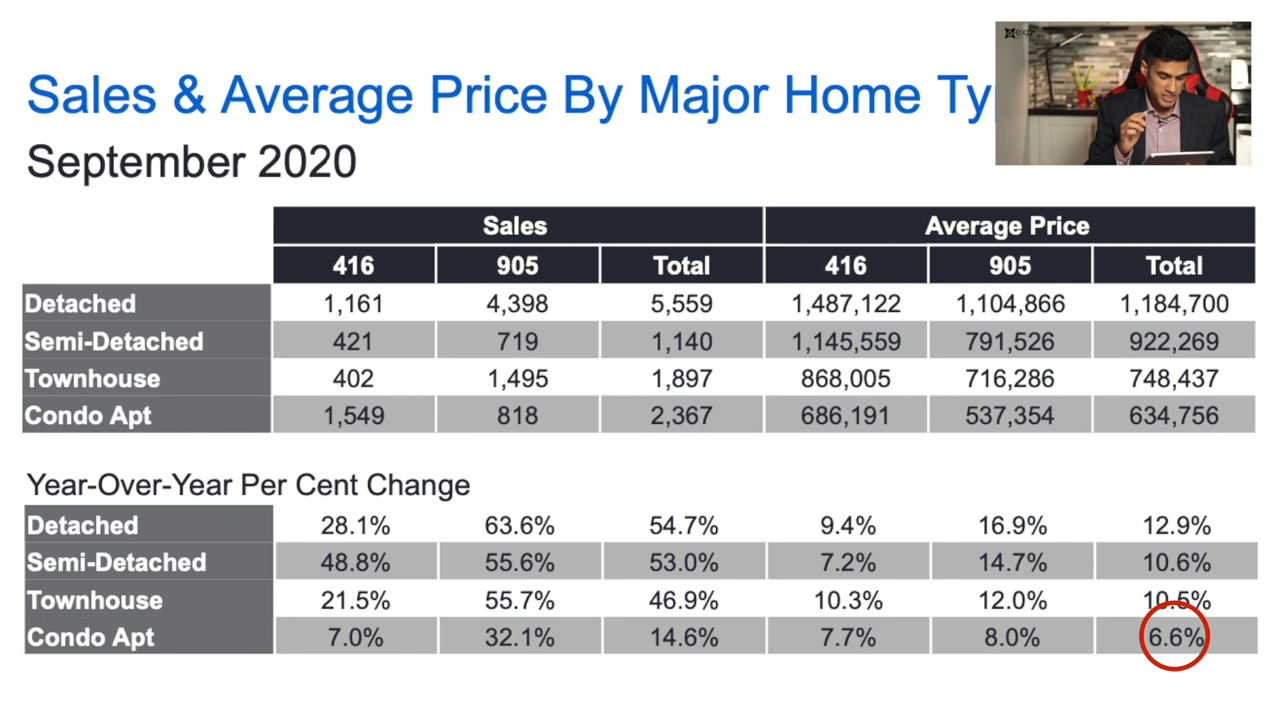 exp
Sales & Average Price By Major Home Ty
September 2020
Sales Average Price
416 905 Total 416 905 Total
Detached 1,161 4,398 5,559 1,487,122 1,104,866 1,184,700
Semi-Detached 421 719 1,140 1,145,559 791,526 922,269
Townhouse 402 1,495 1,897 868,005 716,286 748,437
Condo Apt 1,549 818 2,367 686,191 537,354 634,756
Year-Over-Year Per Cent Change
Detached 28.1% 63.6% 54.7% 9.4% 16.9% 12.9%
Semi-Detached 48.8% 55.6% 53.0% 7.2% 14.7% 10.6%
Townhouse 21.5% 55.7% 46.9% 10.3% 12.0% 10.5%
Condo Apt 7.0% 32.1% 14.6% 7.7% 8.0% 6.6%